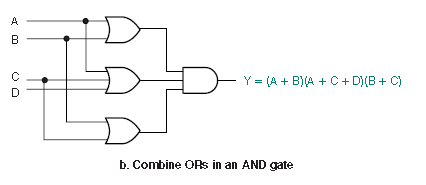 A
B
C
D
Y = (A + B)(A + C + D)(B + C)
b. Combine ORs in an AND gate